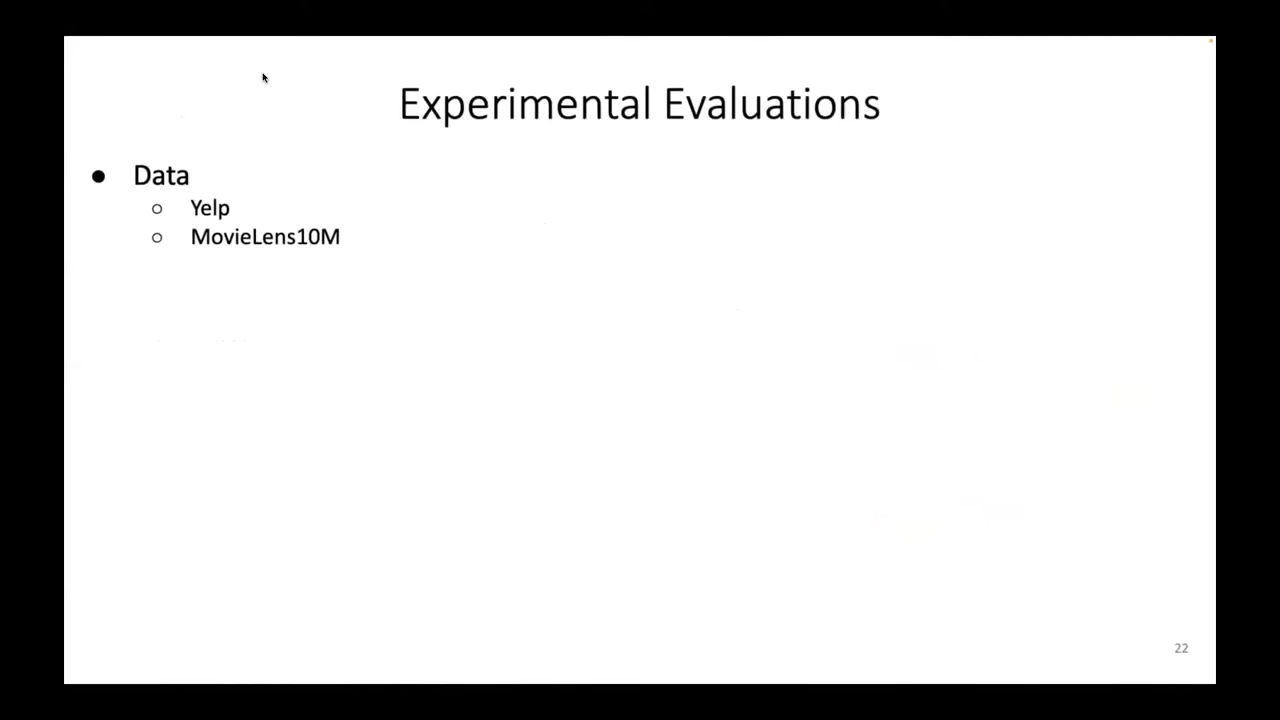 Experimental Evaluations
● Data
○ Yelp
○ MovieLens10M
22